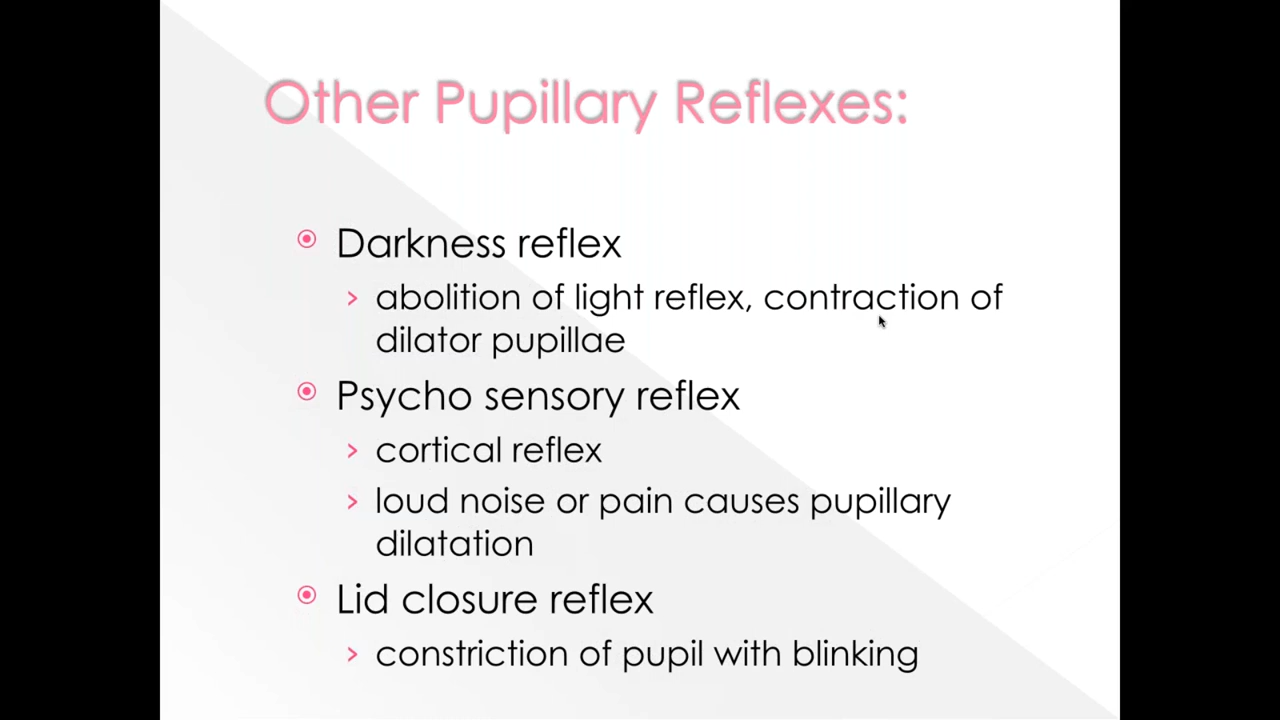 Other Pupillary Reflexes:
Darkness reflex
abolition of light reflex, contraction of
dilator pupillae
Psycho sensory reflex
cortical reflex
loud noise or pain causes pupillary
dilatation
Lid closure reflex
constriction of pupil with blinking